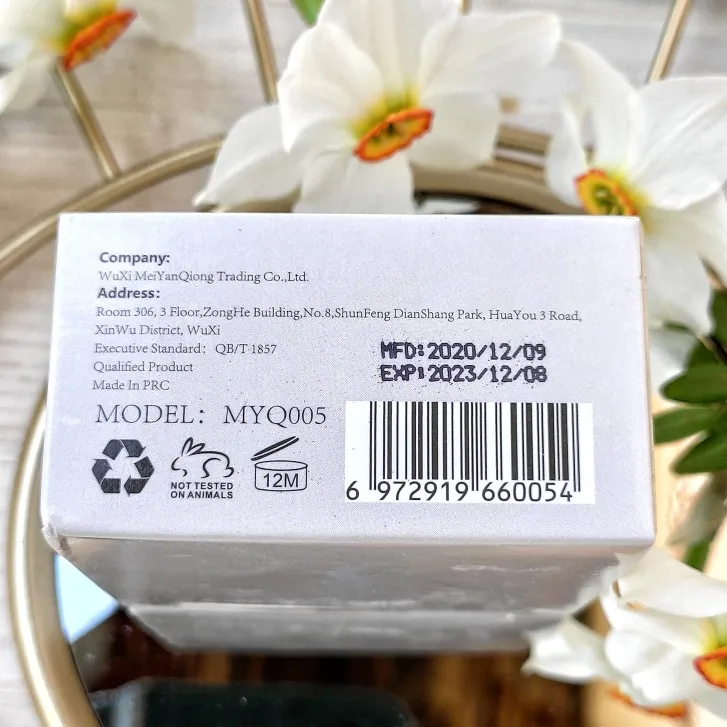 Company:
WuXi MeiYanQiong Trading Co.,Ltd.
Address:
Room 306, 3 Floor,ZongHe Building,No.8,ShunFeng DianShang Park, HuaYou 3 Road,
XinWu District, WuXi
Executive Standard: QB/T 1857
Qualified Product
Made In PRC
MFD:2020/12/09
EXP:2023/12/08
MODEL: MYQ005
NOT TESTED
ON ANIMALS
12M
6 972919 660054